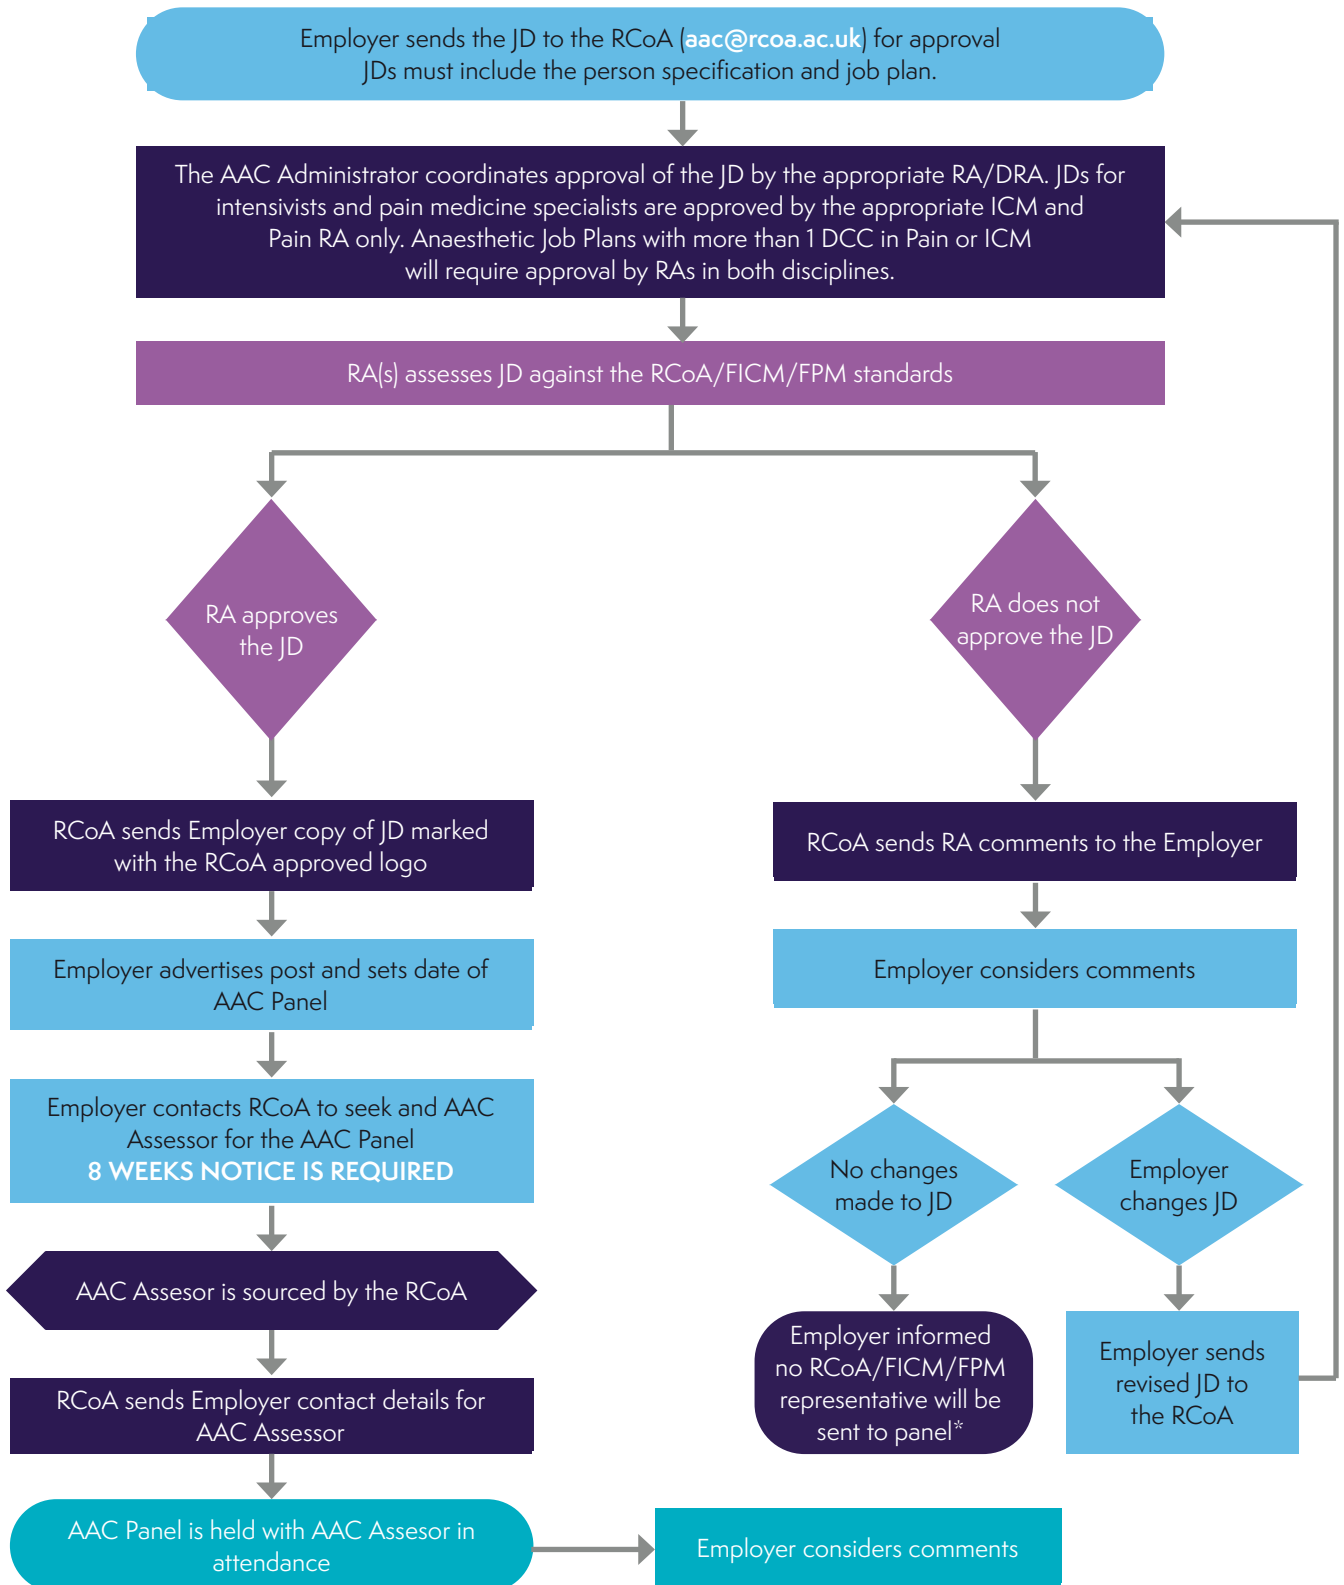 Employer sends the JD to the RCoA (aac@rcoa.ac.uk) for approval
JDs must include the person specification and job plan.
The AAC Administrator coordinates approval of the JD by the appropriate RA/DRA. JDs for
intensivists and pain medicine specialists are approved by the appropriate ICM and
Pain RA only. Anaesthetic Job Plans with more than 1 DCC in Pain or ICM
will require approval by RAs in both disciplines.
RA(s) assesses JD against the RCoA/FICM/FPM standards
RA approves
the JD
RA does not
approve the JD
RCoA sends Employer copy of JD marked
with the RCoA approved logo
RCoA sends RA comments to the Employer
Employer advertises post and sets date of
AAC Panel
Employer considers comments
Employer contacts RCoA to seek and AAC
Assessor for the AAC Panel
8 WEEKS NOTICE IS REQUIRED
No changes
made to JD
Employer
changes JD
AAC Assesor is sourced by the RCoA
Employer informed
no RCoA/FICM/FPM
representative will be
sent to panel*
Employer sends
revised JD to
the RCoA
RCoA sends Employer contact details for
AAC Assessor
AAC Panel is held with AAC Assesor in
attendance
Employer considers comments